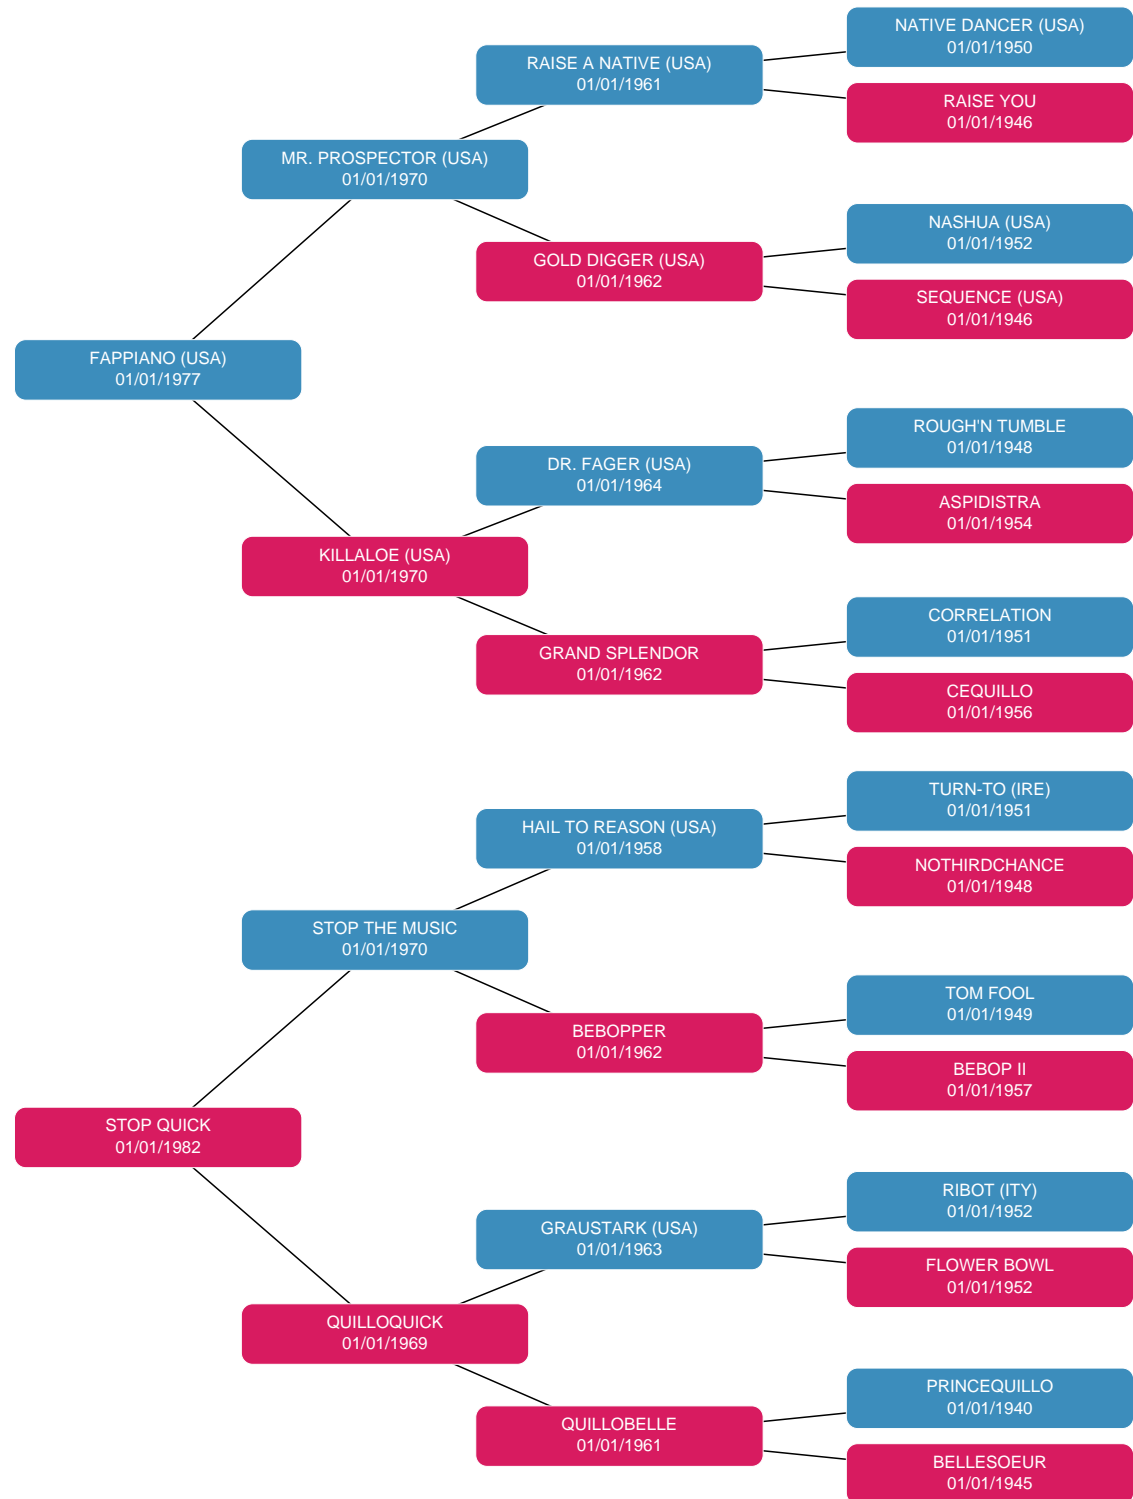 NATIVE DANCER (USA)
01/01/1950
RAISE A NATIVE (USA)
01/01/1961
RAISE YOU
01/01/1946
MR. PROSPECTOR (USA)
01/01/1970
NASHUA (USA)
01/01/1952
GOLD DIGGER (USA)
01/01/1962
SEQUENCE (USA)
01/01/1946
FAPPIANO (USA)
01/01/1977
ROUGH'N TUMBLE
01/01/1948
DR. FAGER (USA)
01/01/1964
ASPIDISTRA
01/01/1954
KILLALOE (USA)
01/01/1970
CORRELATION
01/01/1951
GRAND SPLENDOR
01/01/1962
CEQUILLO
01/01/1956
TURN-TO (IRE)
01/01/1951
HAIL TO REASON (USA)
01/01/1958
NOTHIRDCHANCE
01/01/1948
STOP THE MUSIC
01/01/1970
TOM FOOL
01/01/1949
BEBOPPER
01/01/1962
BEBOP II
01/01/1957
STOP QUICK
01/01/1982
RIBOT (ITY)
01/01/1952
GRAUSTARK (USA)
01/01/1963
FLOWER BOWL
01/01/1952
QUILLOQUICK
01/01/1969
PRINCEQUILLO
01/01/1940
QUILLOBELLE
01/01/1961
BELLESOEUR
01/01/1945